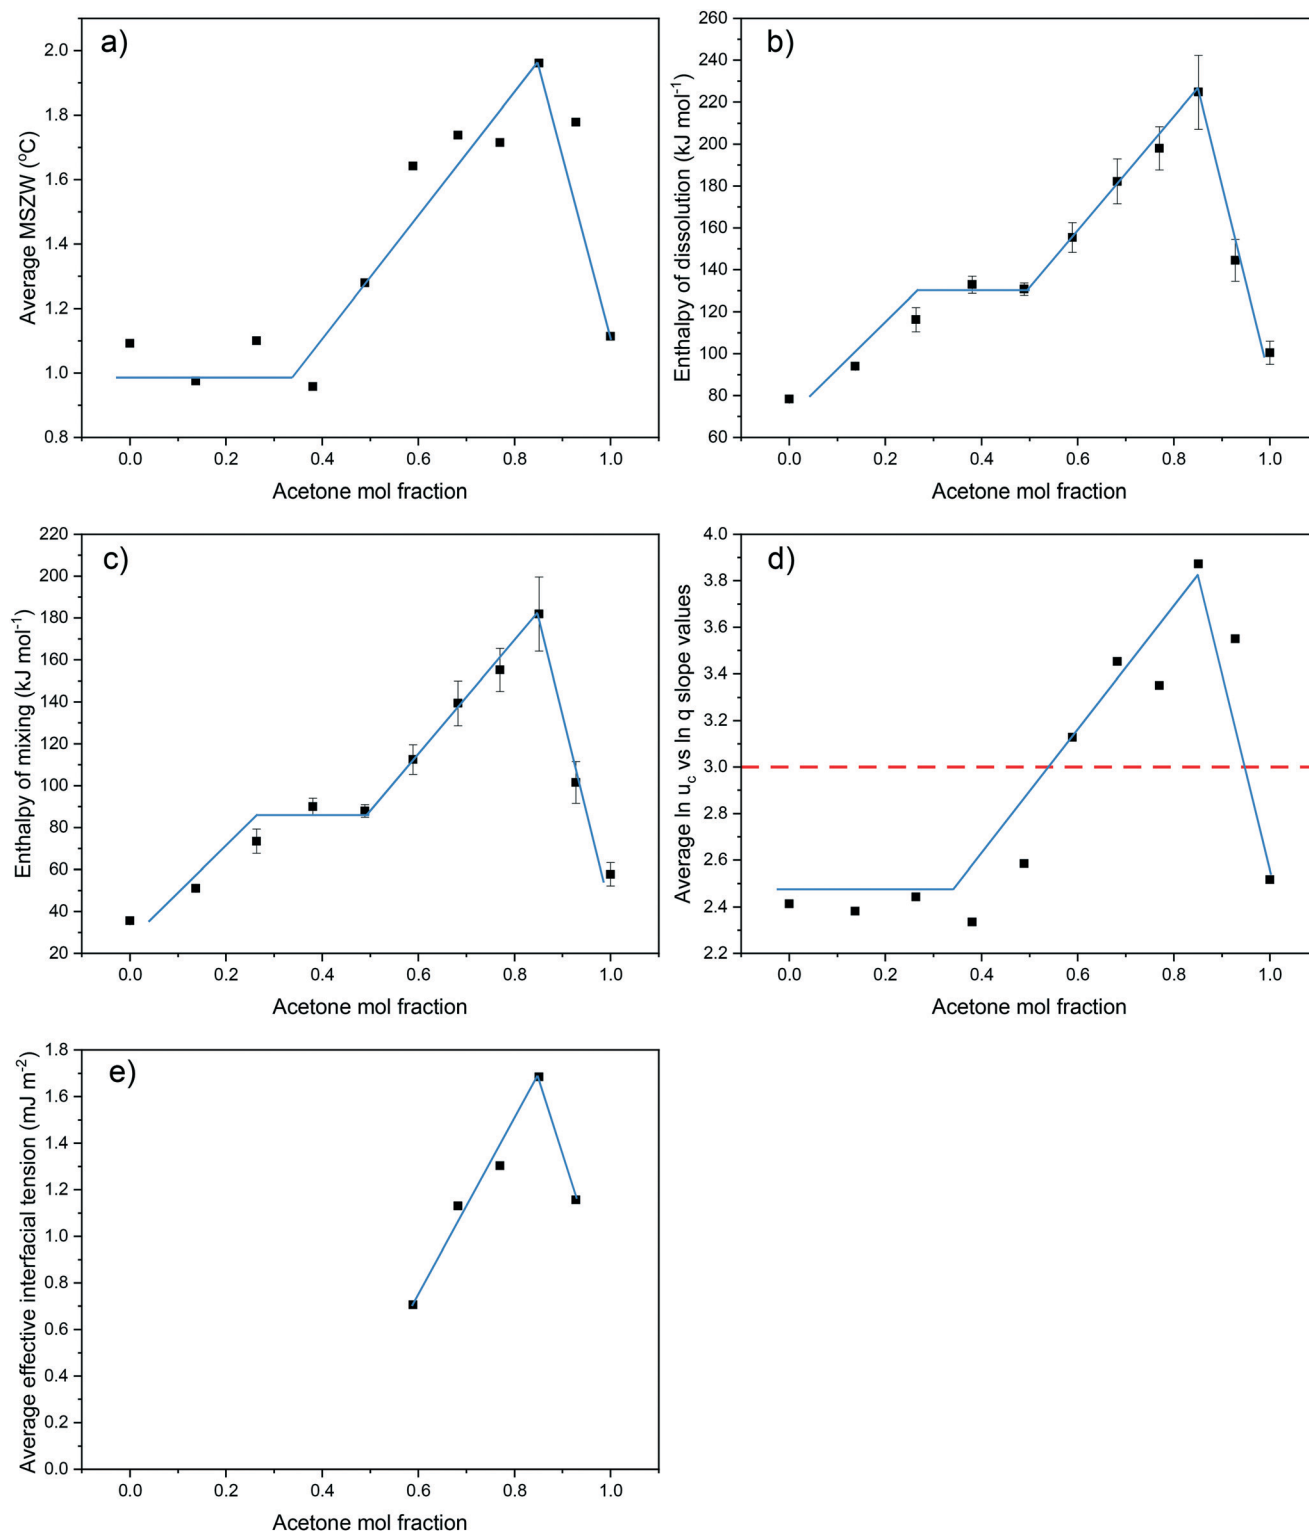 a)
2.0
1.8
1.6
1.4
1.2
1.0
0.8
Average MSZW (⁰C)
0.0 0.2 0.4 0.6 0.8 1.0
Acetone mol fraction
b)
260
240
220
200
180
160
140
120
100
80
60
Enthalpy of dissolution (kJ mol⁻¹)
0.0 0.2 0.4 0.6 0.8 1.0
Acetone mol fraction
c)
220
200
180
160
140
120
100
80
60
40
20
Enthalpy of mixing (kJ mol⁻¹)
0.0 0.2 0.4 0.6 0.8 1.0
Acetone mol fraction
d)
4.0
3.8
3.6
3.4
3.2
3.0
2.8
2.6
2.4
2.2
Average ln u_c vs ln q slope values
0.0 0.2 0.4 0.6 0.8 1.0
Acetone mol fraction
e)
1.8
1.6
1.4
1.2
1.0
0.8
0.6
0.4
0.2
0.0
Average effective interfacial tension (mJ m⁻²)
0.0 0.2 0.4 0.6 0.8 1.0
Acetone mol fraction